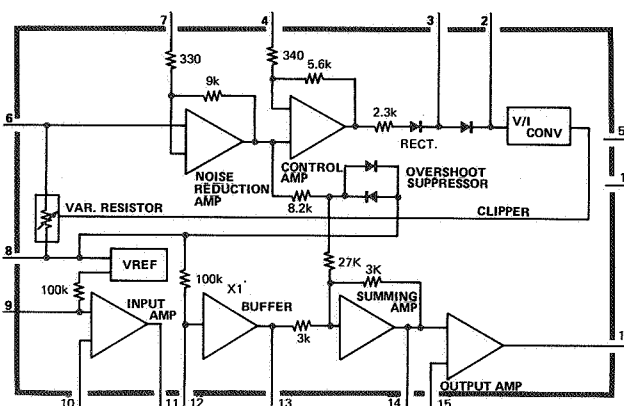 7
4
3
2
330
340
9k
5.6k
2.3k
6
5
RECT.
V/I
CONV
1
NOISE
REDUCTION
AMP
CONTROL
AMP
OVERSHOOT
SUPPRESSOR
8.2k
VAR. RESISTOR
CLIPPER
8
VREF
100k
100k
X1
BUFFER
27K
3K
SUMMING
AMP
INPUT
AMP
9
3k
1
OUTPUT AMP
10
11
12
13
14
15